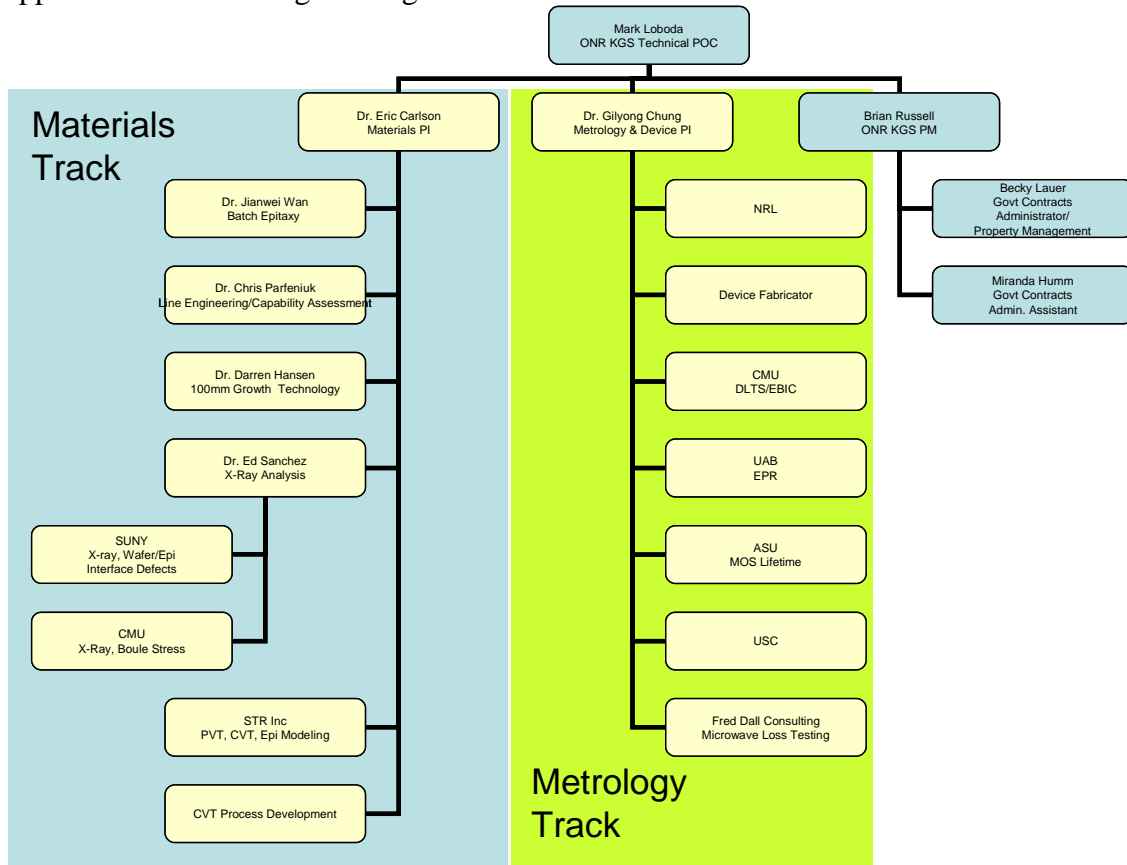 Mark Loboda
ONR KGS Technical POC
Materials
Track
Dr. Eric Carlson
Materials PI
Dr. Gilyong Chung
Metrology & Device PI
Brian Russell
ONR KGS PM
Dr. Jianwei Wan
Batch Epitaxy
NRL
Becky Lauer
Govt Contracts
Administrator/
Property Management
Dr. Chris Parfeniuk
Line Engineering/Capability Assessment
Device Fabricator
Miranda Humm
Govt Contracts
Admin. Assistant
Dr. Darren Hansen
100mm Growth Technology
CMU
DLTS/EBIC
Dr. Ed Sanchez
X-Ray Analysis
UAB
EPR
SUNY
X-ray, Wafer/Epi
Interface Defects
ASU
MOS Lifetime
CMU
X-Ray, Boule Stress
USC
STR Inc
PVT, CVT, Epi Modeling
Fred Dall Consulting
Microwave Loss Testing
CVT Process Development
Metrology
Track